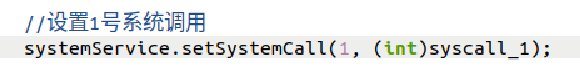 //设置1号系统调用
systemService.setSystemCall(1, (int)syscall_1);